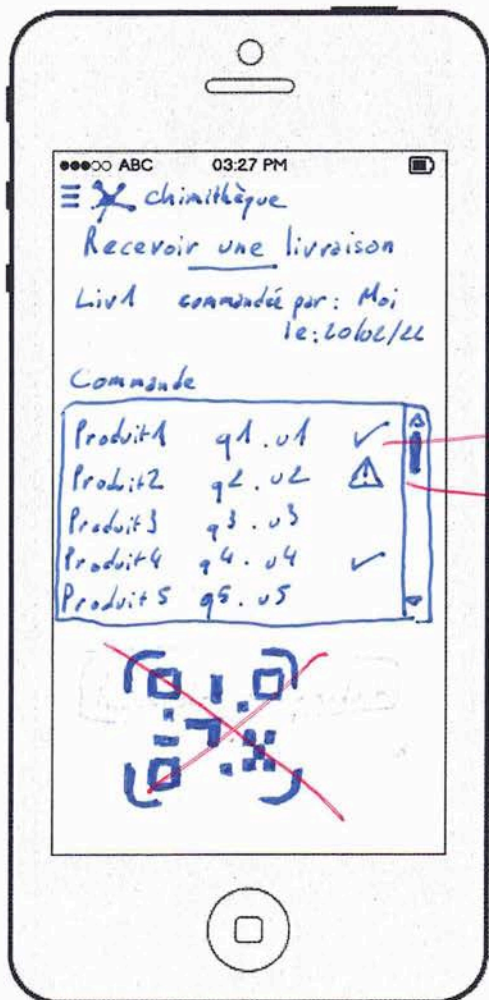 ABC 03:27 PM
chimithèque
Recevoir une livraison
Liv1 commandée par : Moi
le : 20/02/22
Commande
Produit1 q1 . u1 ✓
Produit2 q2 . u2 ⚠
Produit3 q3 . u3
Produit4 q4 . u4 ✓
Produit5 q5 . u5